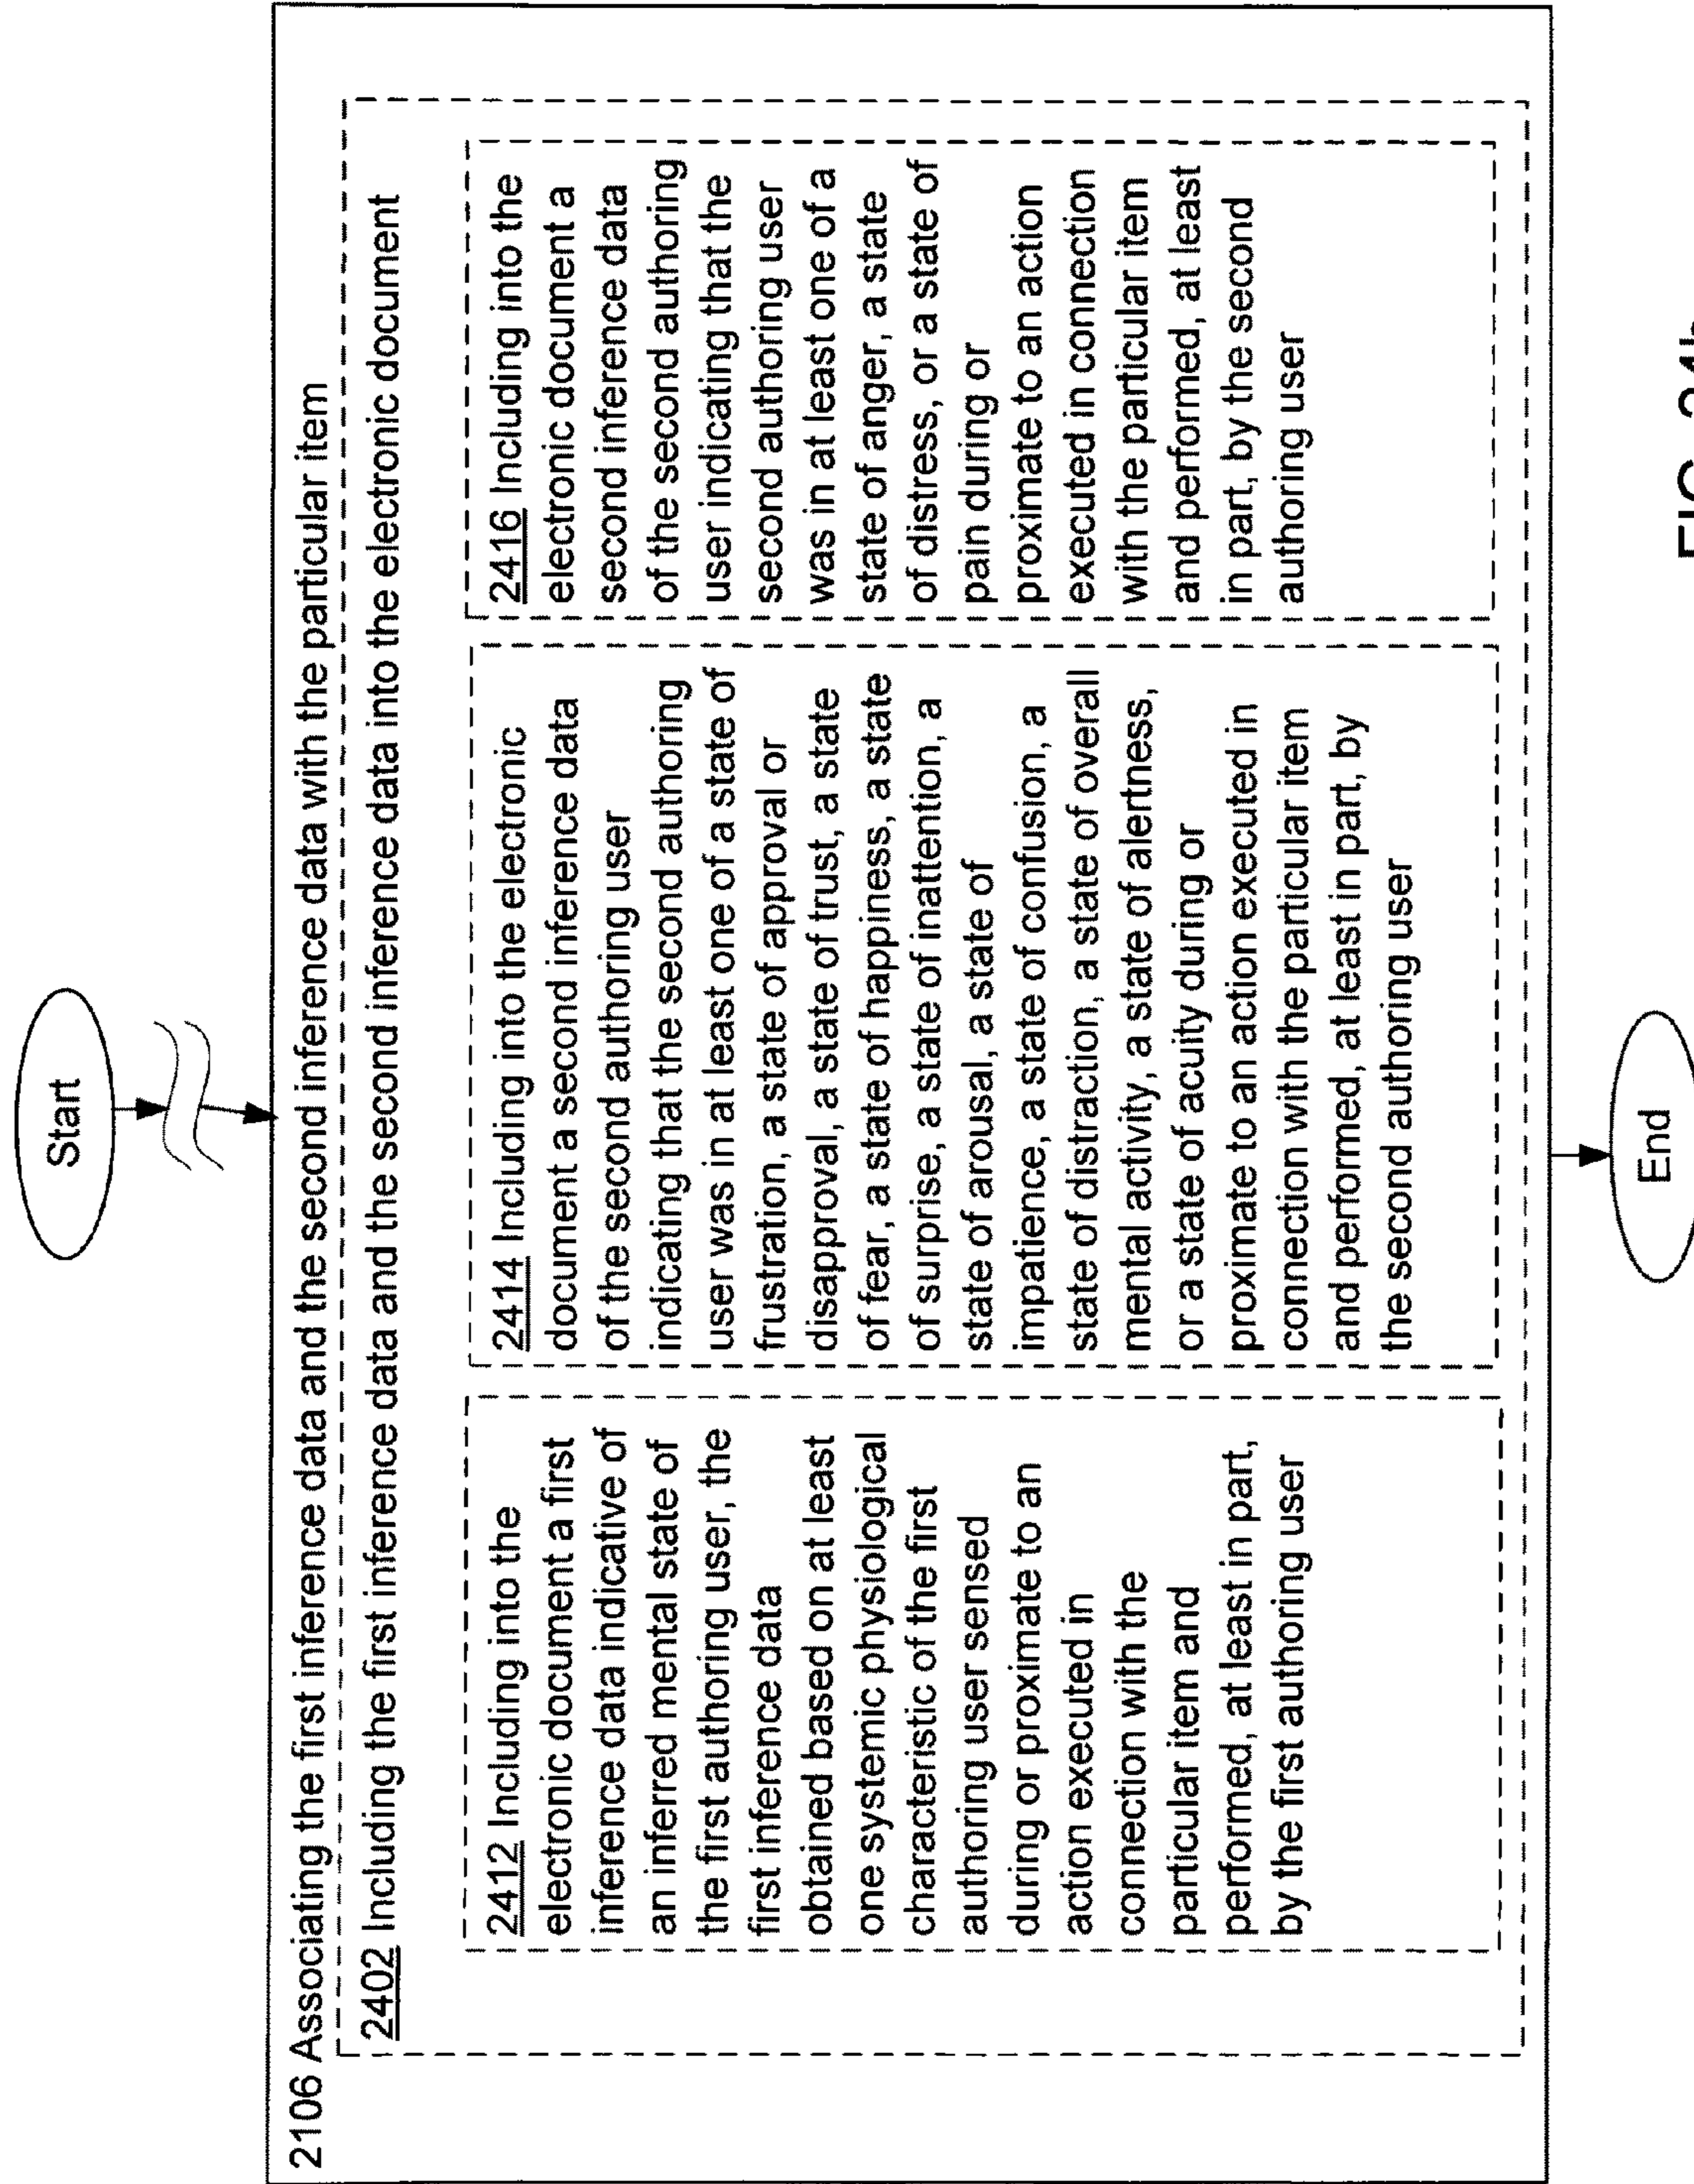 Start
2106 Associating the first inference data and the second inference data with the particular item
2402 Including the first inference data and the second inference data into the electronic document
2412 Including into the
electronic document a first
inference data indicative of
an inferred mental state of
the first authoring user, the
first inference data
obtained based on at least
one systemic physiological
characteristic of the first
authoring user sensed
during or proximate to an
action executed in
connection with the
particular item and
performed, at least in part,
by the first authoring user
2414 Including into the electronic
document a second inference data
of the second authoring user
indicating that the second authoring
user was in at least one of a state of
frustration, a state of approval or
disapproval, a state of trust, a state
of fear, a state of happiness, a state
of surprise, a state of inattention, a
state of arousal, a state of
impatience, a state of confusion, a
state of distraction, a state of overall
mental activity, a state of alertness,
or a state of acuity during or
proximate to an action executed in
connection with the particular item
and performed, at least in part, by
the second authoring user
2416 Including into the
electronic document a
second inference data
of the second authoring
user indicating that the
second authoring user
was in at least one of a
state of anger, a state
of distress, or a state of
pain during or
proximate to an action
executed in connection
with the particular item
and performed, at least
in part, by the second
authoring user
End